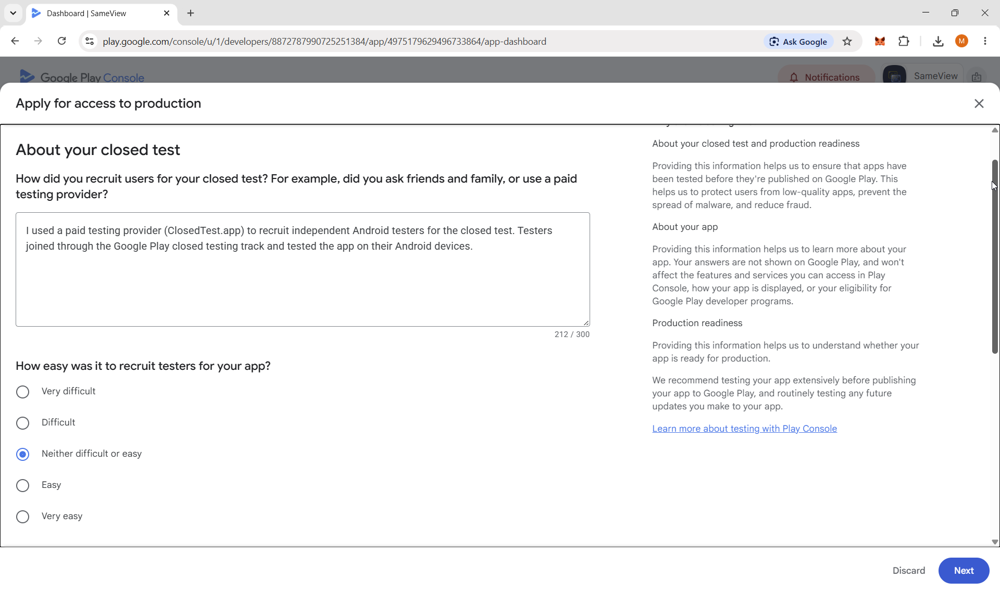 Dashboard | SameView
play.google.com/console/u/1/developers/8872787990725251384/app/4975179629496733864/app-dashboard
Ask Google
M
Google Play Console
Notifications
SameView
Apply for access to production
About your closed test
How did you recruit users for your closed test? For example, did you ask friends and family, or use a paid
testing provider?
I used a paid testing provider (ClosedTest.app) to recruit independent Android testers for the closed test. Testers
joined through the Google Play closed testing track and tested the app on their Android devices.
212 / 300
How easy was it to recruit testers for your app?
Very difficult
Difficult
Neither difficult or easy
Easy
Very easy
About your closed test and production readiness
Providing this information helps us to ensure that apps have
been tested before they're published on Google Play. This
helps us to protect users from low-quality apps, prevent the
spread of malware, and reduce fraud.
About your app
Providing this information helps us to learn more about your
app. Your answers are not shown on Google Play, and won't
affect the features and services you can access in Play
Console, how your app is displayed, or your eligibility for
Google Play developer programs.
Production readiness
Providing this information helps us to understand whether your
app is ready for production.
We recommend testing your app extensively before publishing
your app to Google Play, and routinely testing any future
updates you make to your app.
Learn more about testing with Play Console
Discard
Next